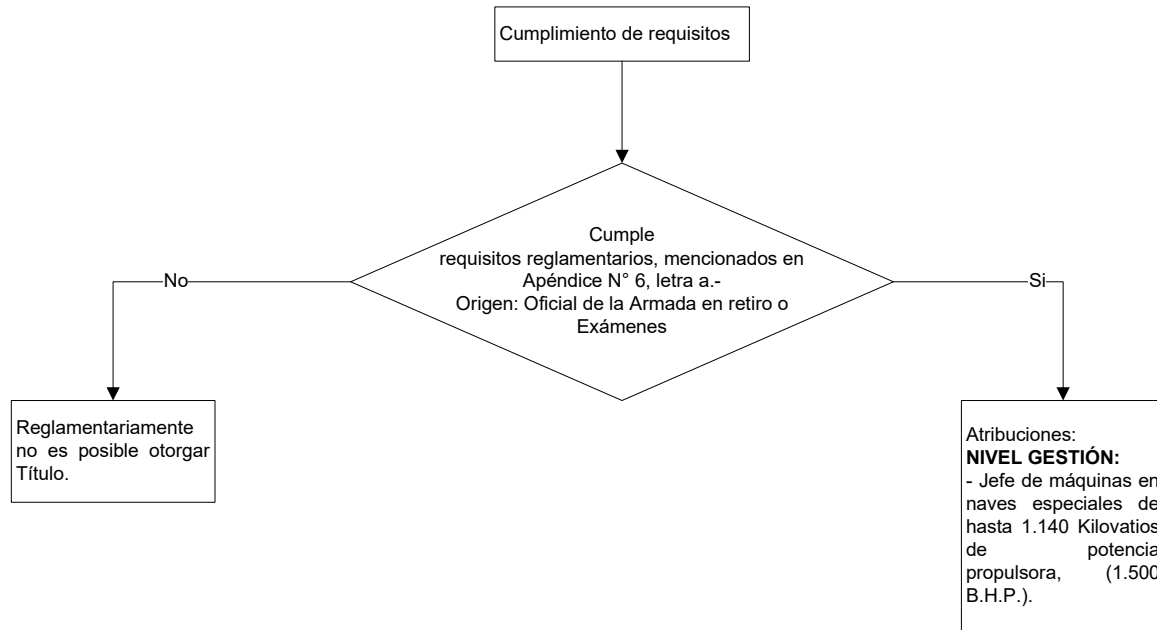 Cumplimiento de requisitos
Cumple
requisitos reglamentarios, mencionados en
Apéndice N° 6, letra a.-
Origen: Oficial de la Armada en retiro o
Exámenes
No
Si
Reglamentariamente
no es posible otorgar
Título.
Atribuciones:
NIVEL GESTIÓN:
- Jefe de máquinas en
naves especiales de
hasta 1.140 Kilovatios
de potencia
propulsora, (1.500
B.H.P.).